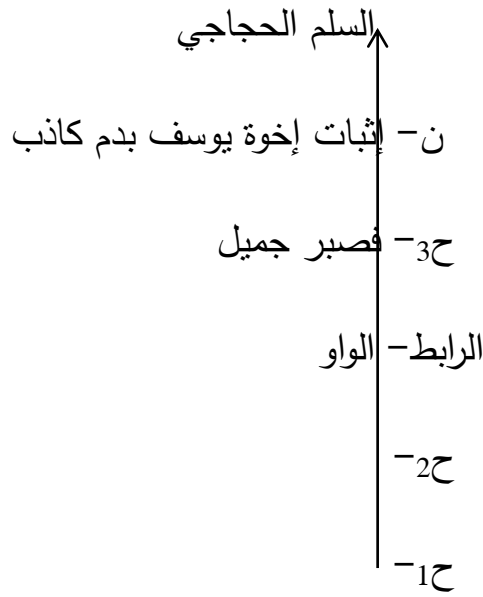 السلم الحجاجي
ن- إثبات إخوة يوسف بدم كاذب
ح3- فصبر جميل
الرابط- الواو
ح2-
ح1-